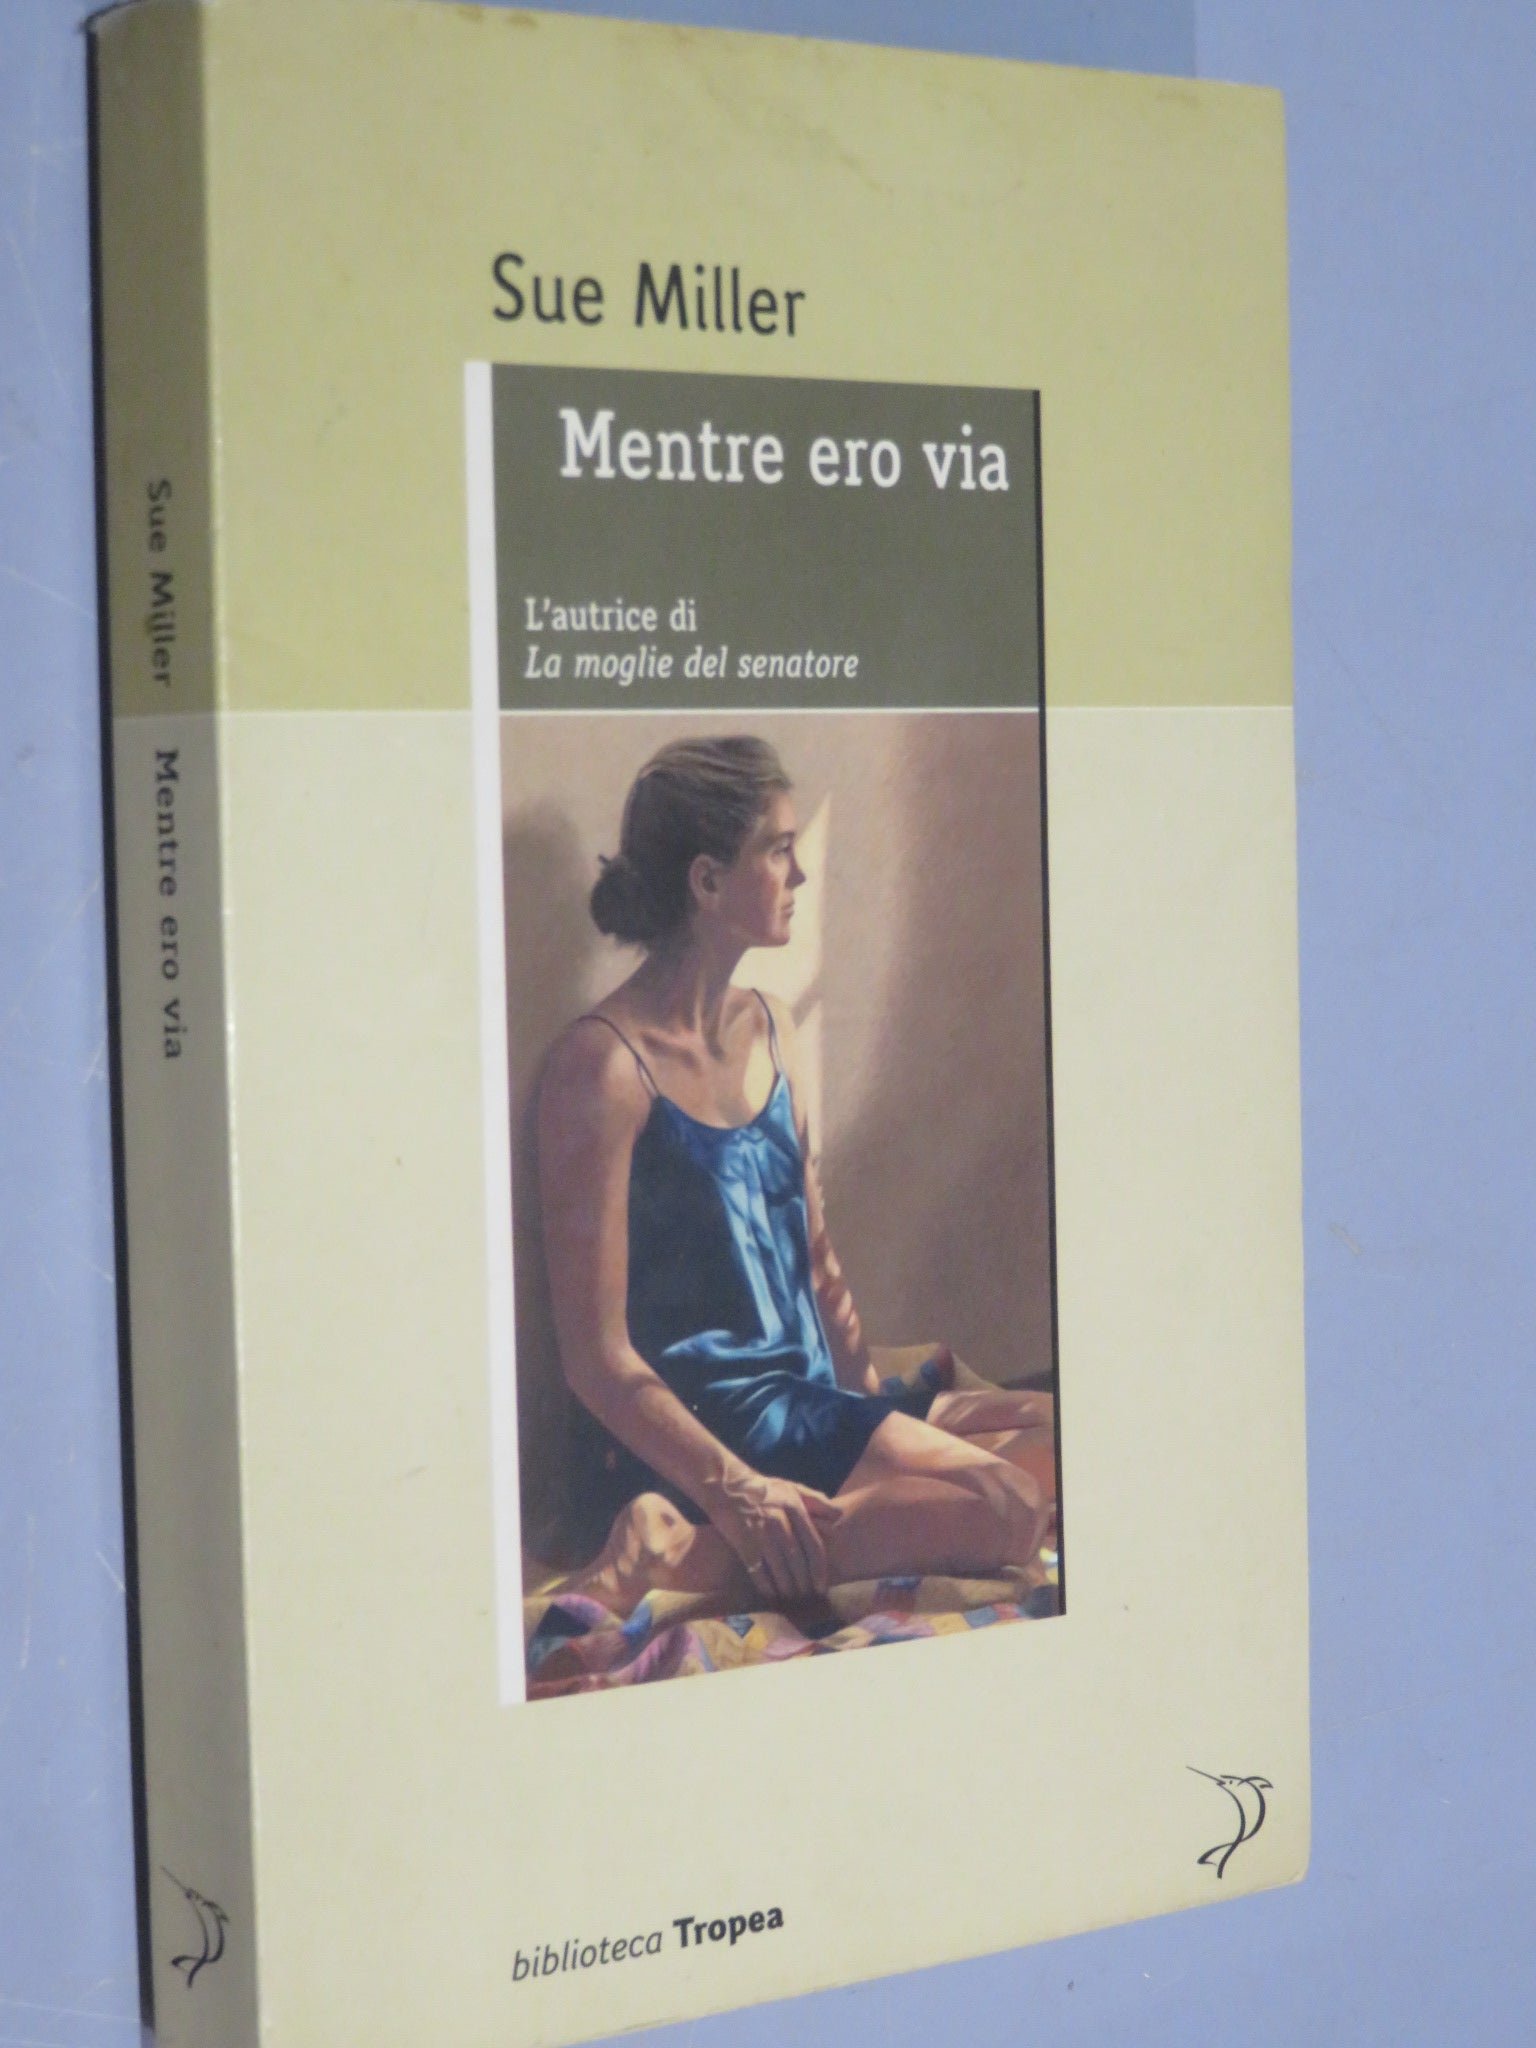 Sue Miller
Mentre ero via
L'autrice di
La moglie del senatore
biblioteca Tropea
Sue Miller Mentre ero via